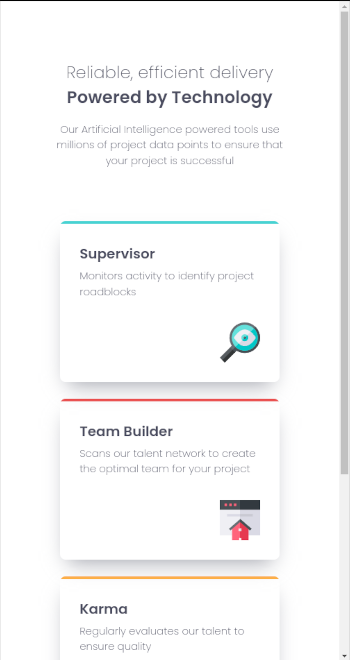 Reliable, efficient delivery
Powered by Technology
Our Artificial Intelligence powered tools use
millions of project data points to ensure that
your project is successful
Supervisor
Monitors activity to identify project
roadblocks
Team Builder
Scans our talent network to create
the optimal team for your project
Karma
Regularly evaluates our talent to
ensure quality